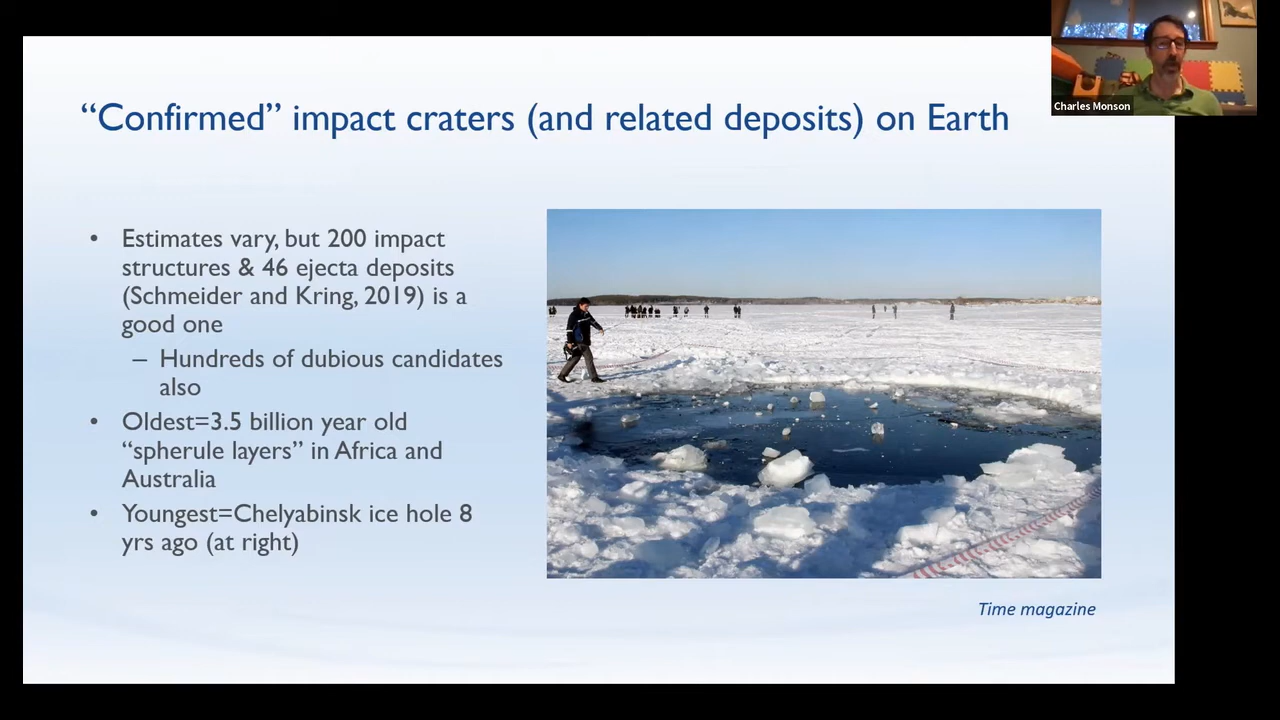 Charles Monson
“Confirmed” impact craters (and related deposits) on Earth
• Estimates vary, but 200 impact
structures & 46 ejecta deposits
(Schmeider and Kring, 2019) is a
good one
– Hundreds of dubious candidates
also
• Oldest=3.5 billion year old
“spherule layers” in Africa and
Australia
• Youngest=Chelyabinsk ice hole 8
yrs ago (at right)
Time magazine